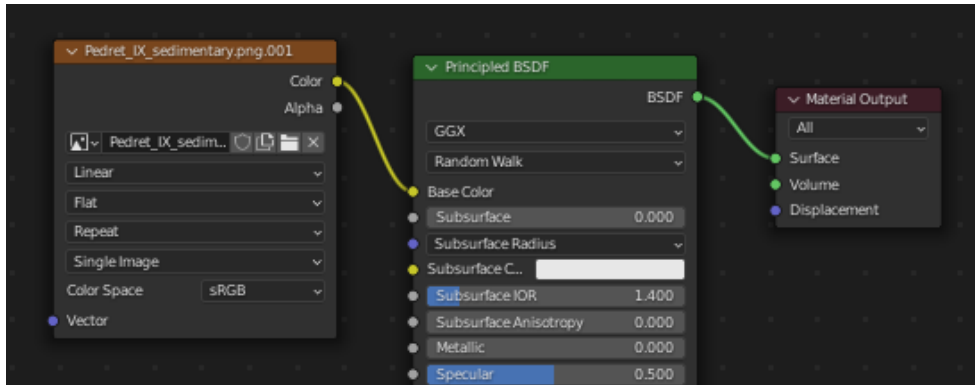 Pedret_IX_sedimentary.png.001
Color
Alpha
Pedret_IX_sedim...
Linear
Flat
Repeat
Single Image
Color Space sRGB
Vector
Principled BSDF
BSDF
GGX
Random Walk
Base Color
Subsurface 0.000
Subsurface Radius
Subsurface C...
Subsurface IOR 1.400
Subsurface Anisotropy 0.000
Metallic 0.000
Specular 0.500
Material Output
All
Surface
Volume
Displacement